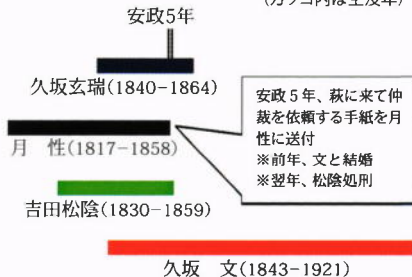 (カッコ内は生没年)
安政5年
久坂玄瑞(1840-1864)
安政5年、萩に来て仲
裁を依頼する手紙を月
性に送付
※前年、文と結婚
※翌年、松陰処刑
月 性(1817-1858)
吉田松陰(1830-1859)
久坂 文(1843-1921)